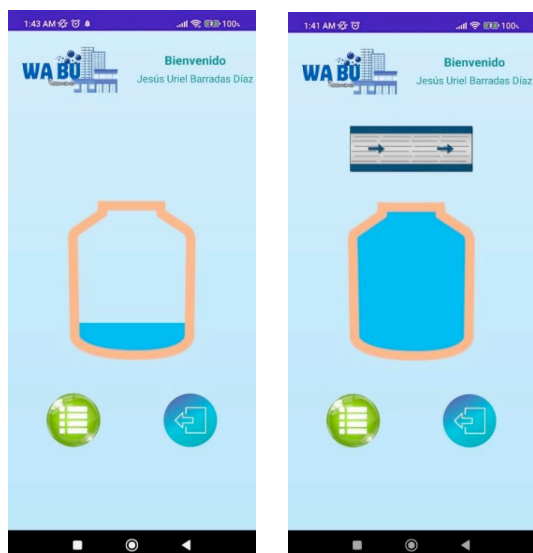 1:43 AM
100
WA BU
Bienvenido
Jesús Uriel Barradas Díaz
1:41 AM
100
WA BU
Bienvenido
Jesús Uriel Barradas Díaz